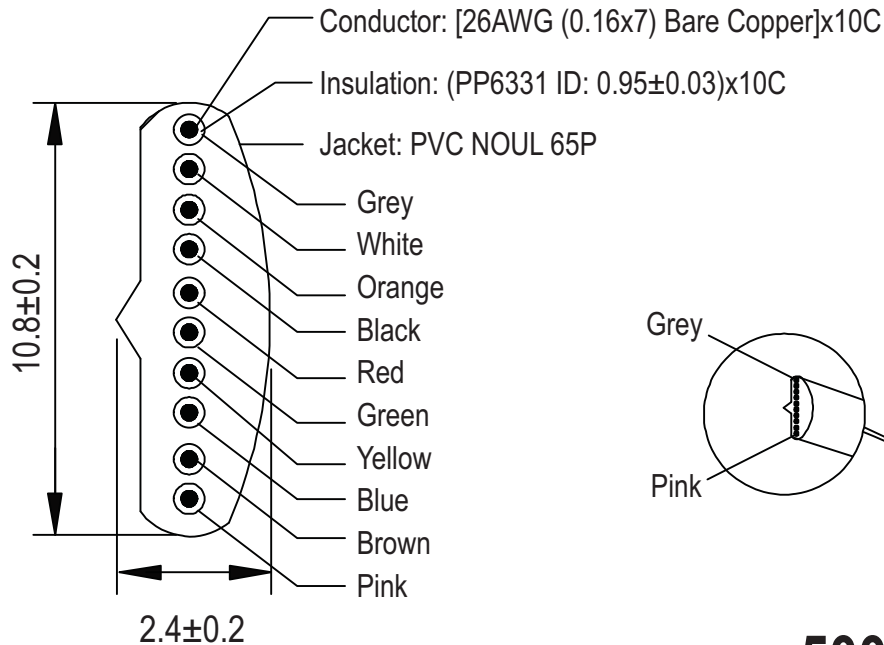 Conductor: [26AWG (0.16x7) Bare Copper]x10C
Insulation: (PP6331 ID: 0.95±0.03)x10C
Jacket: PVC NOUL 65P
Grey
White
Orange
Black
Red
Green
Yellow
Blue
Brown
Pink
10.8±0.2
2.4±0.2
Grey
Pink